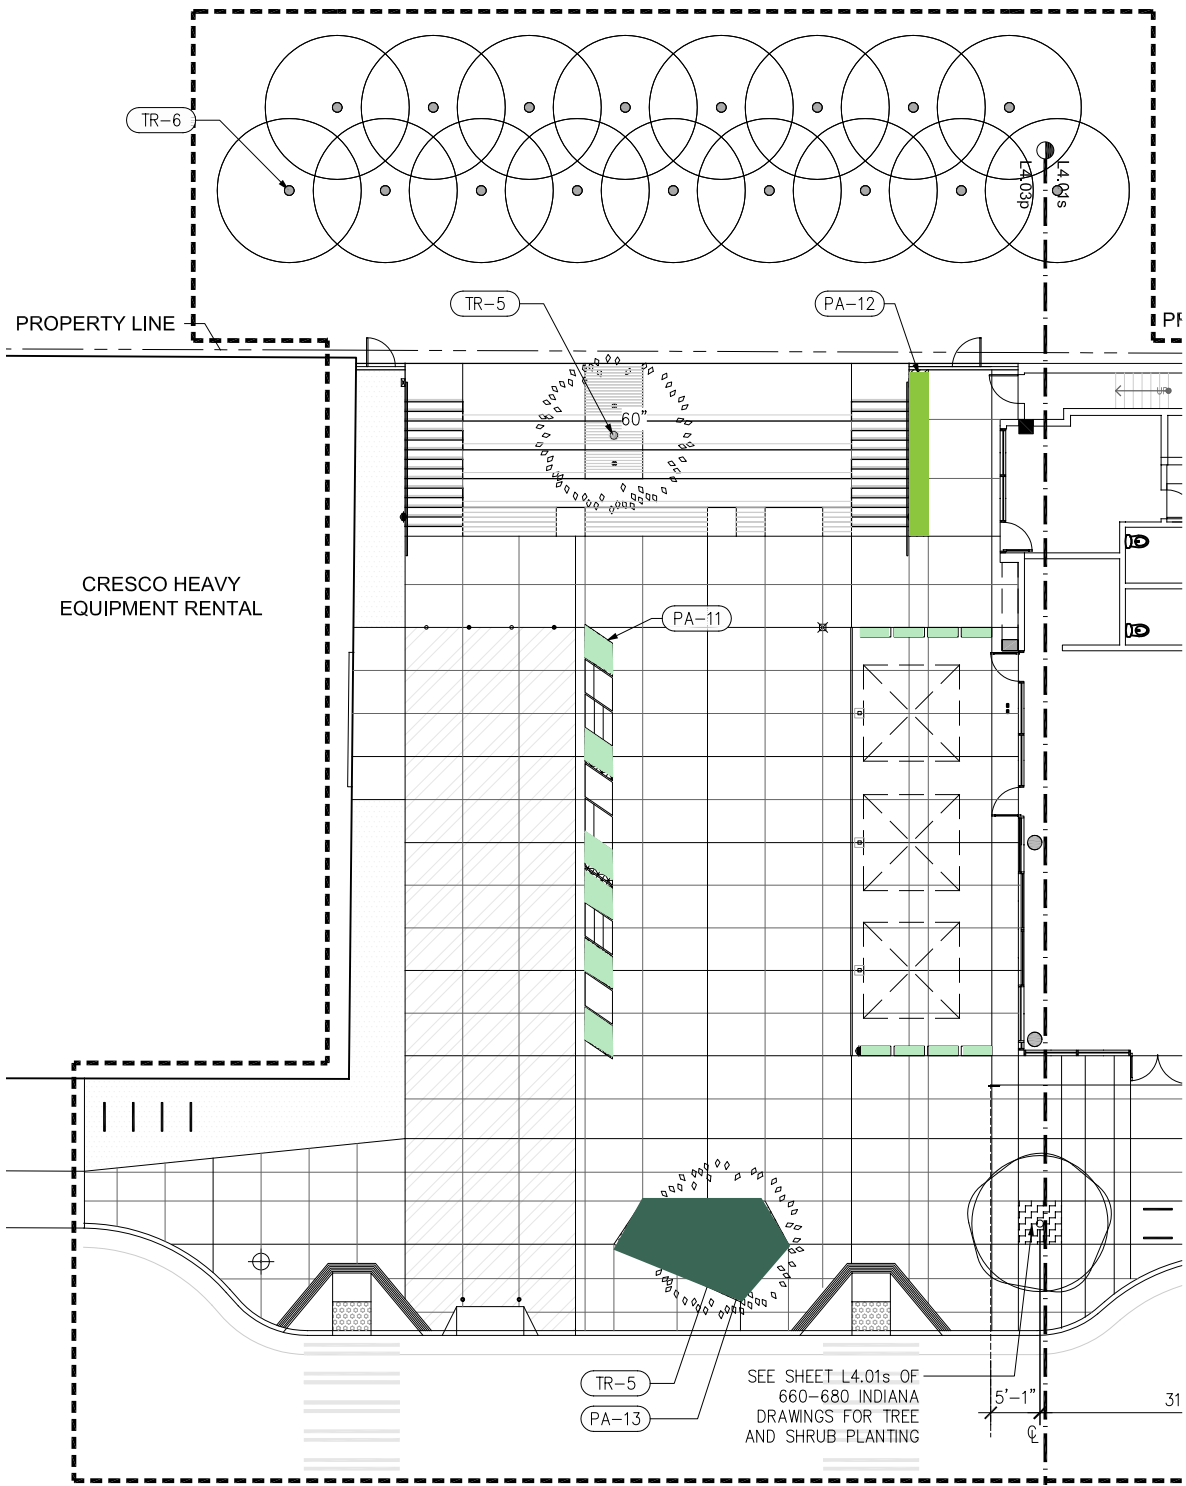 TR-6
L4.01s
L4.03p
TR-5
PA-12
PROPERTY LINE
60"
UP
CRESCO HEAVY
EQUIPMENT RENTAL
PA-11
TR-5
PA-13
SEE SHEET L4.01s OF
660-680 INDIANA
DRAWINGS FOR TREE
AND SHRUB PLANTING
5'-1"
31